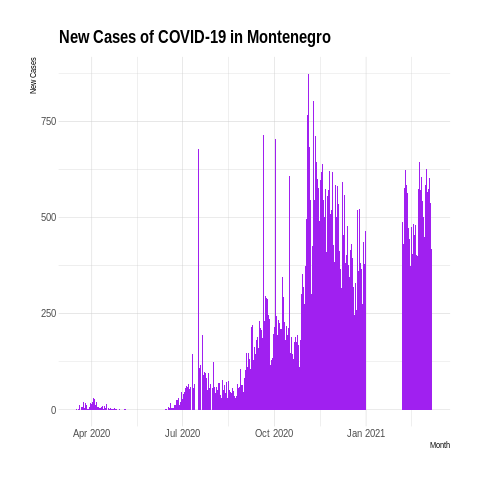 New Cases of COVID-19 in Montenegro
New Cases
750
500
250
0
Apr 2020 Jul 2020 Oct 2020 Jan 2021
Month